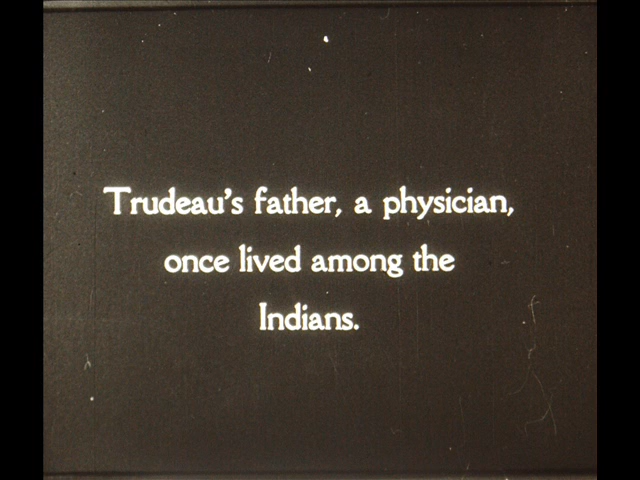 Trudeau's father, a physician,
once lived among the
Indians.